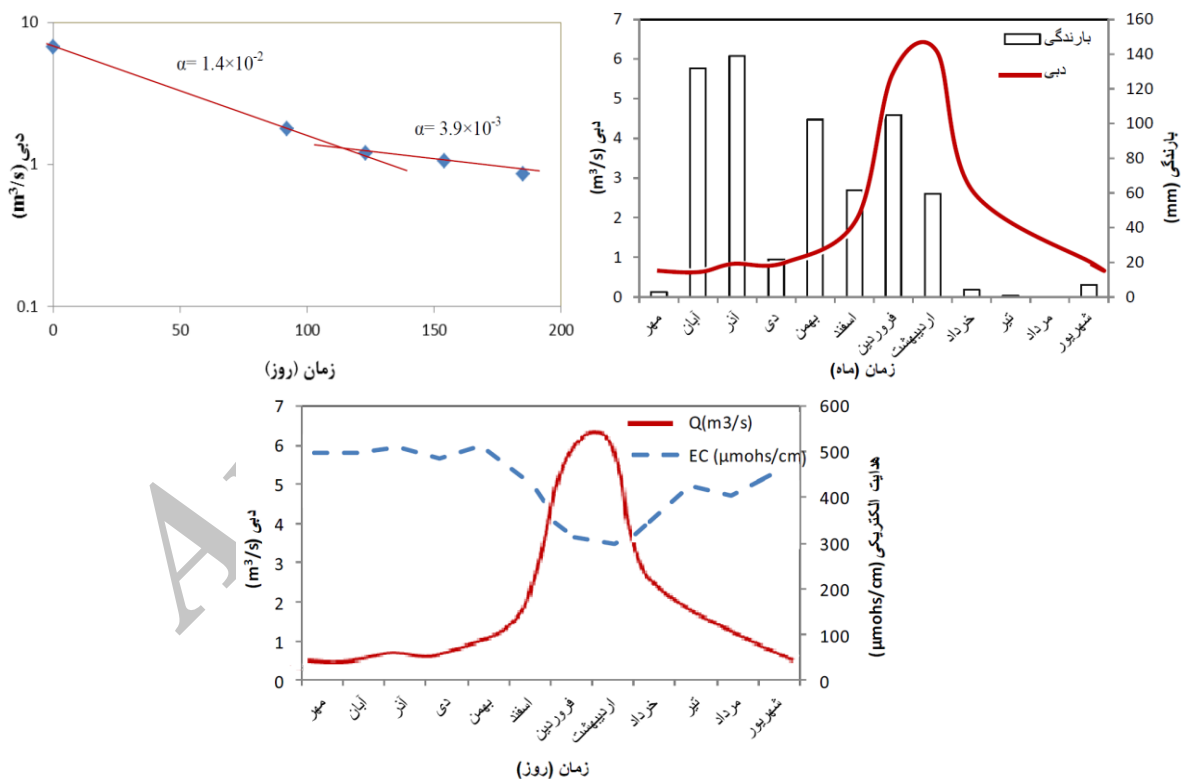 10
1
0.1
0
50
100
150
200
α= 1.4×10⁻²
α= 3.9×10⁻³
دبی (m³/s)
زمان (روز)
7
6
5
4
3
2
1
0
160
140
120
100
80
60
40
20
0
بارندگی
دبی
دبی (m³/s)
بارندگی (mm)
مهر
آبان
آذر
دی
بهمن
اسفند
فروردین
اردیبهشت
خرداد
تیر
مرداد
شهریور
زمان (ماه)
7
6
5
4
3
2
1
0
600
500
400
300
200
100
0
Q(m3/s)
EC (µmohs/cm)
دبی (m³/s)
هدایت الکتریکی (µmohs/cm)
مهر
آبان
آذر
دی
بهمن
اسفند
فروردین
اردیبهشت
خرداد
تیر
مرداد
شهریور
زمان (روز)